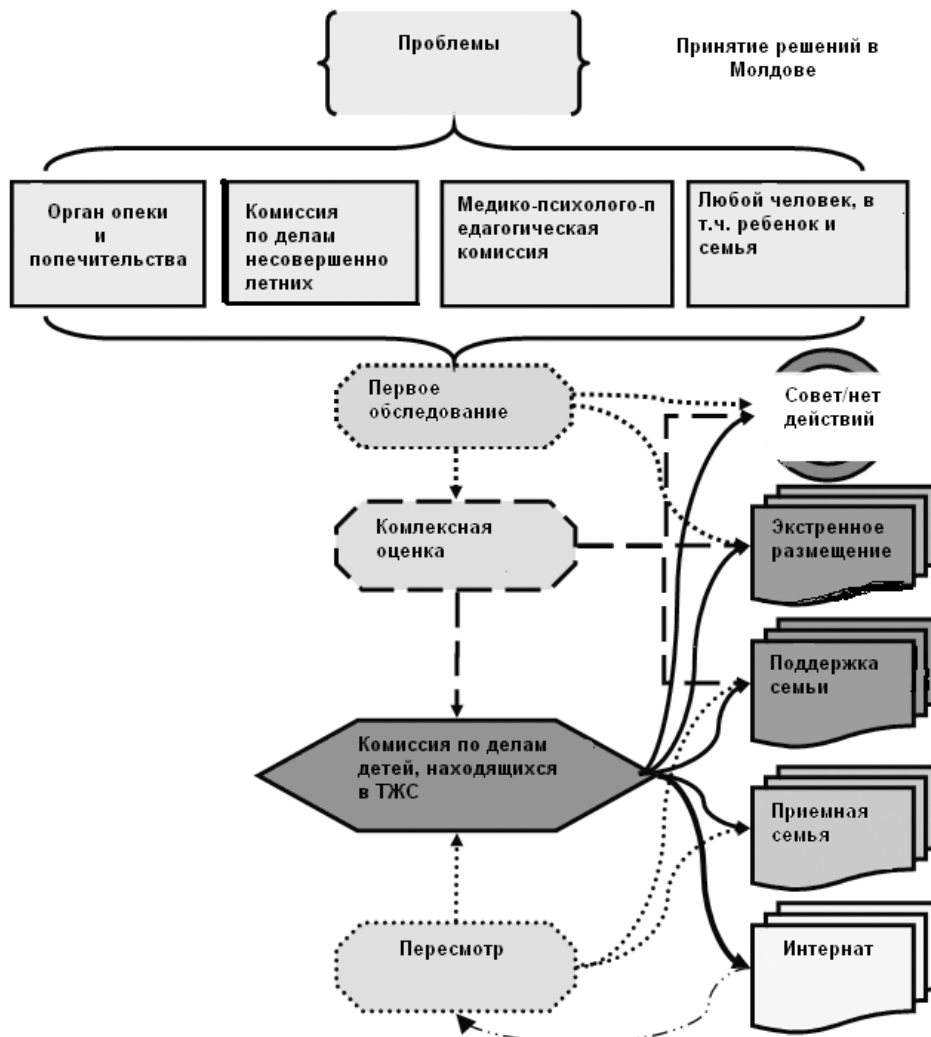 Проблемы
Принятие решений в
Молдове
Орган опеки
и
попечительства
Комиссия
по делам
несовершенно
летних
Медико-психолого-п
едагогическая
комиссия
Любой человек, в
т.ч. ребенок и
семья
Первое
обследование
Совет/нет
действий
Комлексная
оценка
Экстренное
размещение
Поддержка
семьи
Комиссия по делам
детей, находящихся
в ТЖС
Приемная
семья
Пересмотр
Интернат